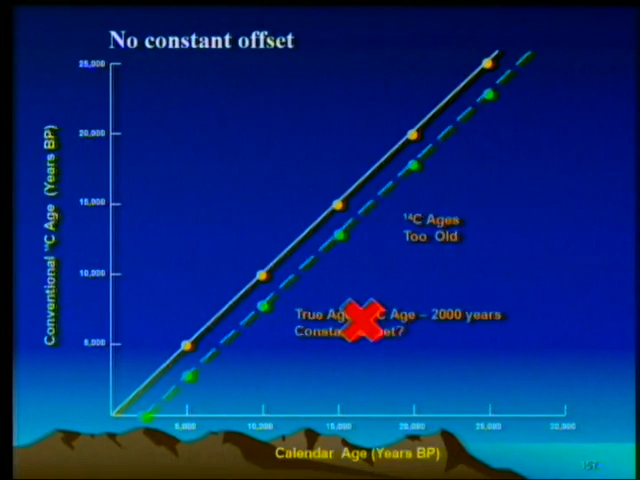 No constant offset
25,000
20,000
15,000
10,000
5,000
Conventional ¹⁴C Age (Years BP)
¹⁴C Ages
Too Old
True Ag C Age – 2000 years
Consta et?
5,000
10,000
15,000
20,000
25,000
30,000
Calendar Age (Years BP)